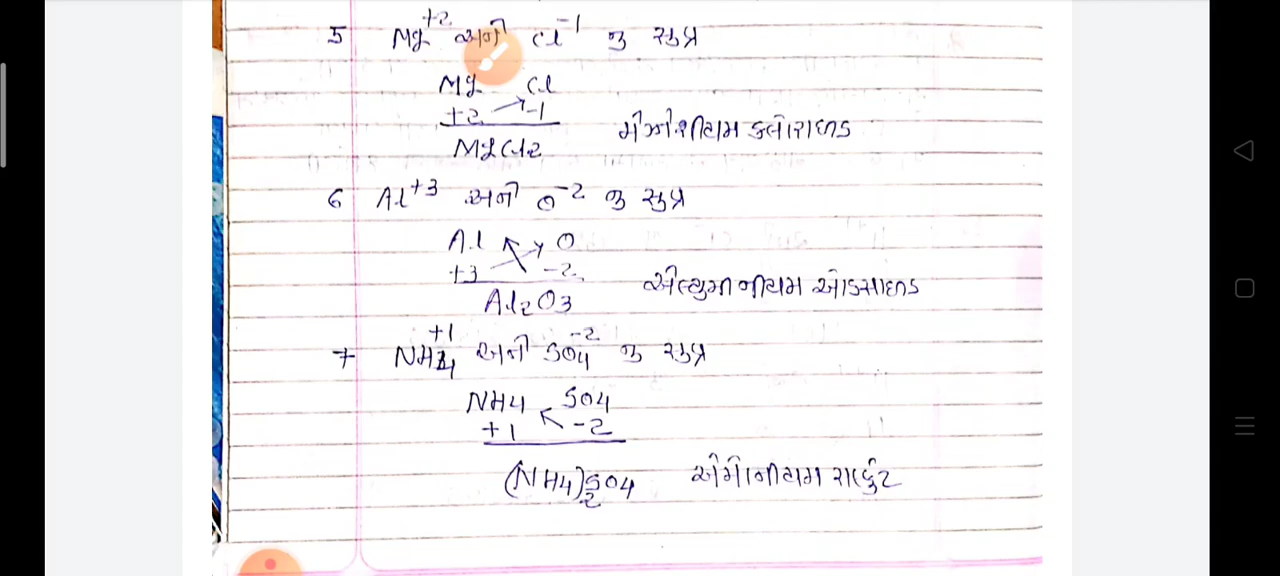 5 Mg+2 અને Cl-1 નુ સુત્ર
Mg Cl
+2 -1
MgCl2 મેગ્નેશીયમ ક્લોરાઇડ
6 Al+3 અને O-2 નુ સુત્ર
Al O
+3 -2
Al2O3 એલ્યુમીનીયમ ઓક્સાઇડ
7 NH4+1 અને SO4-2 નુ સુત્ર
NH4 SO4
+1 -2
(NH4)2SO4 એમોનીયમ સલ્ફેટ